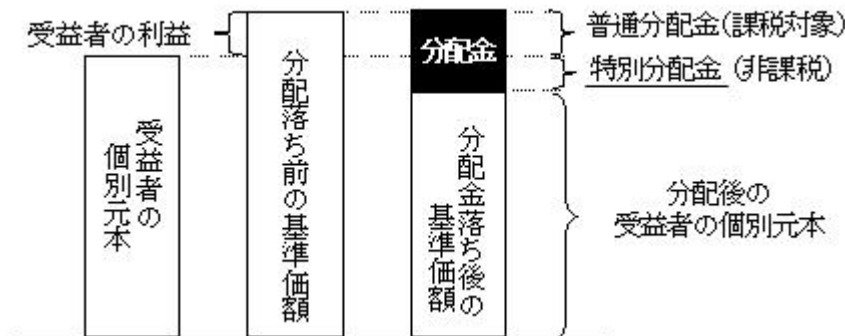 受益者の利益
分配金
普通分配金(課税対象)
特別分配金(非課税)
受益者の
個別元本
分配落ち前の基準価額
分配金落ち後の
基準価額
分配後の
受益者の個別元本